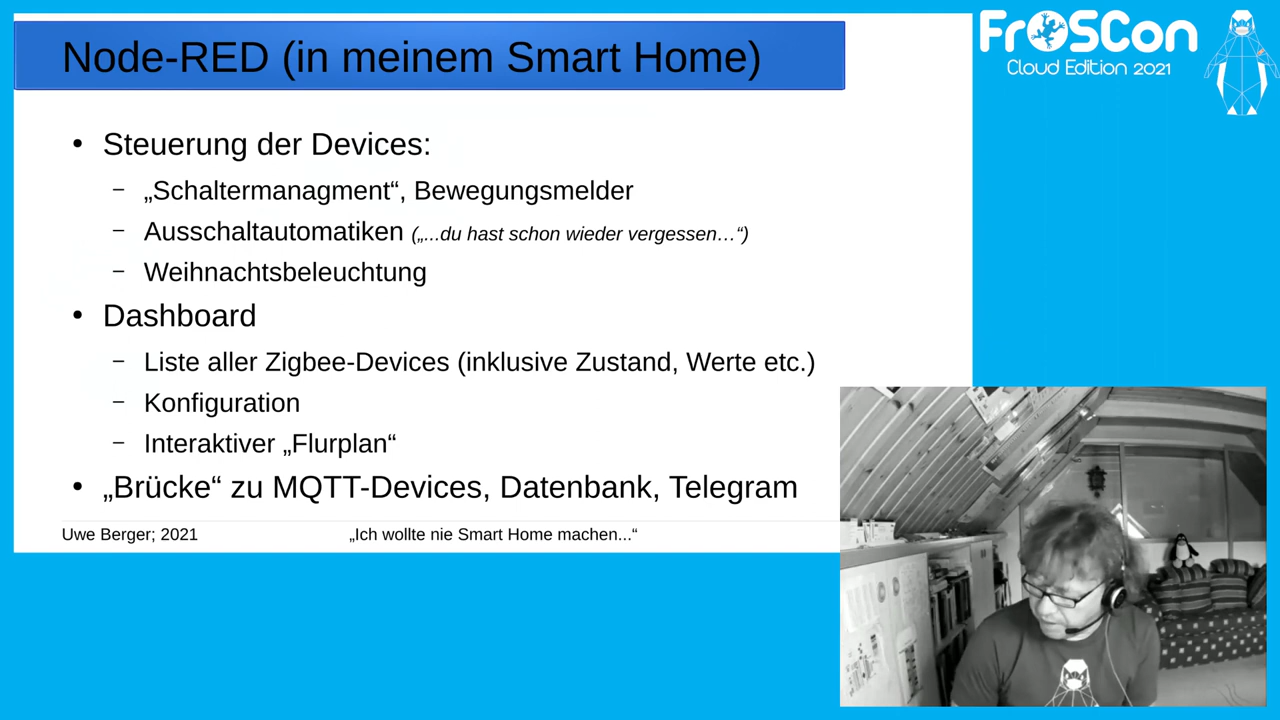 Node-RED (in meinem Smart Home)
FrOSCon
Cloud Edition 2021
• Steuerung der Devices:
– „Schaltermanagment“, Bewegungsmelder
– Ausschaltautomatiken („...du hast schon wieder vergessen…“)
– Weihnachtsbeleuchtung
• Dashboard
– Liste aller Zigbee-Devices (inklusive Zustand, Werte etc.)
– Konfiguration
– Interaktiver „Flurplan“
• „Brücke“ zu MQTT-Devices, Datenbank, Telegram
Uwe Berger; 2021
„Ich wollte nie Smart Home machen...“